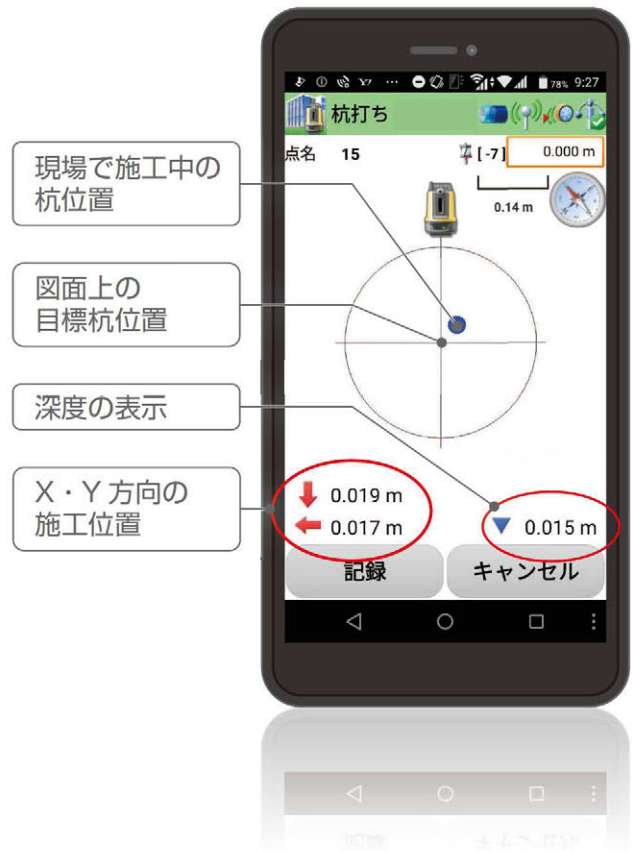 78% 9:27
杭打ち
点名 15 [-7] 0.000 m
0.14 m
現場で施工中の
杭位置
図面上の
目標杭位置
深度の表示
X・Y 方向の
施工位置
0.019 m
0.017 m
0.015 m
記録 キャンセル